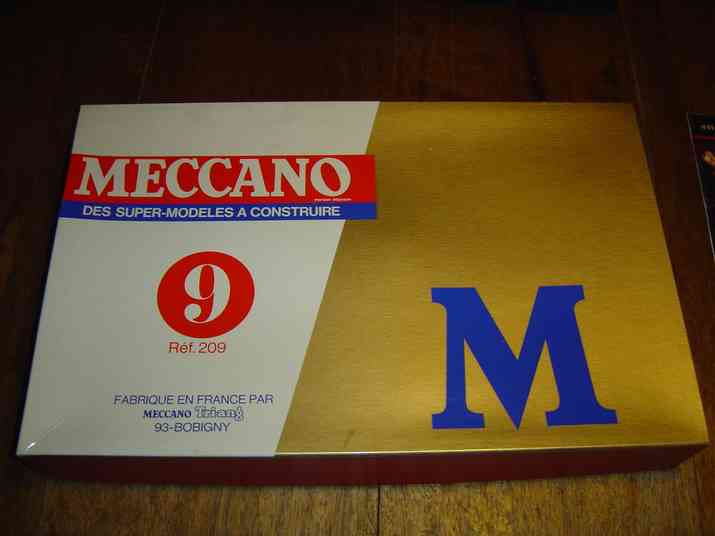 MECCANO
DES SUPER-MODELES A CONSTRUIRE
9
Réf. 209
FABRIQUE EN FRANCE PAR
MECCANO Triang
93-BOBIGNY
M